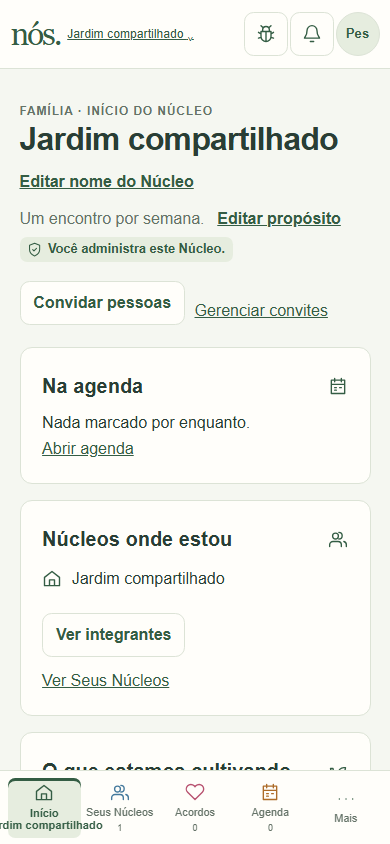 nós. Jardim compartilhado
Pes
FAMÍLIA · INÍCIO DO NÚCLEO
Jardim compartilhado
Editar nome do Núcleo
Um encontro por semana. Editar propósito
Você administra este Núcleo.
Convidar pessoas
Gerenciar convites
Na agenda
Nada marcado por enquanto.
Abrir agenda
Núcleos onde estou
Jardim compartilhado
Ver integrantes
Ver Seus Núcleos
O que estamos cultivando
Início
rdim compartilhado
Seus Núcleos
1
Acordos
0
Agenda
0
...
Mais